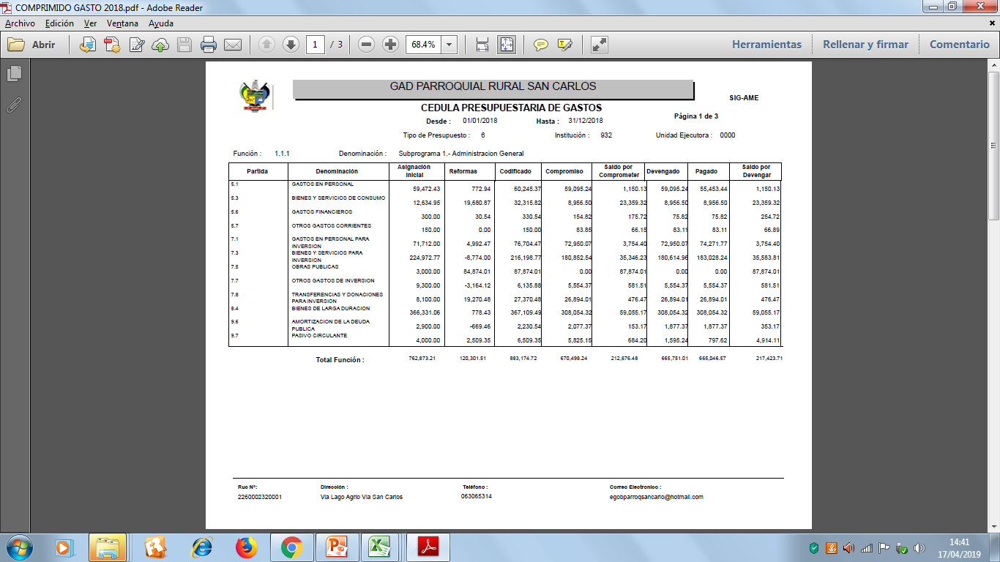 COMPRIMIDO GASTO 2018.pdf - Adobe Reader
Archivo Edición Ver Ventana Ayuda
Abrir 1 / 3 68.4% Herramientas Rellenar y firmar Comentario
GAD PARROQUIAL RURAL SAN CARLOS
SIG-AME
CEDULA PRESUPUESTARIA DE GASTOS
Página 1 de 3
Desde : 01/01/2018 Hasta : 31/12/2018
Tipo de Presupuesto : 6 Institución : 932 Unidad Ejecutora : 0000
Función : 1.1.1 Denominación : Subprograma 1.- Administracion General
Partida Denominación Asignación Inicial Reformas Codificado Compromiso Saldo por Comprometer Devengado Pagado Saldo por Devengar
5.1 GASTOS EN PERSONAL 59,472.43 772.94 60,245.37 59,095.24 1,150.13 59,095.24 55,453.44 1,150.13
5.3 BIENES Y SERVICIOS DE CONSUMO 12,634.95 19,680.87 32,315.82 8,956.50 23,359.32 8,956.50 8,956.50 23,359.32
5.6 GASTOS FINANCIEROS 300.00 30.54 330.54 154.82 175.72 75.82 75.82 254.72
5.7 OTROS GASTOS CORRIENTES 150.00 0.00 150.00 83.85 66.15 83.11 83.11 66.89
7.1 GASTOS EN PERSONAL PARA INVERSION 71,712.00 4,992.47 76,704.47 72,950.07 3,754.40 72,950.07 74,271.77 3,754.40
7.3 BIENES Y SERVICIOS PARA INVERSION 224,972.77 -8,774.00 216,198.77 180,852.54 35,346.23 180,614.96 183,028.24 35,583.81
7.5 OBRAS PUBLICAS 3,000.00 84,874.01 87,874.01 0.00 87,874.01 0.00 0.00 87,874.01
7.7 OTROS GASTOS DE INVERSION 9,300.00 -3,164.12 6,135.88 5,554.37 581.51 5,554.37 5,554.37 581.51
7.8 TRANSFERENCIAS Y DONACIONES PARA INVERSION 8,100.00 19,270.48 27,370.48 26,894.01 476.47 26,894.01 26,894.01 476.47
8.4 BIENES DE LARGA DURACION 366,331.06 778.43 367,109.49 308,054.32 59,055.17 308,054.32 308,054.32 59,055.17
9.6 AMORTIZACION DE LA DEUDA PUBLICA 2,900.00 -669.46 2,230.54 2,077.37 153.17 1,877.37 1,877.37 353.17
9.7 PASIVO CIRCULANTE 4,000.00 2,509.35 6,509.35 5,825.15 684.20 1,595.24 797.62 4,914.11
Total Función : 762,873.21 120,301.51 883,174.72 670,498.24 212,676.48 665,751.01 665,046.57 217,423.71
Ruc Nº: Dirección : Teléfono : Correo Electronico :
2260002320001 Via Lago Agrio Via San Carlos 063065314 egobparroqsancarlo@hotmail.com
14:41
17/04/2019